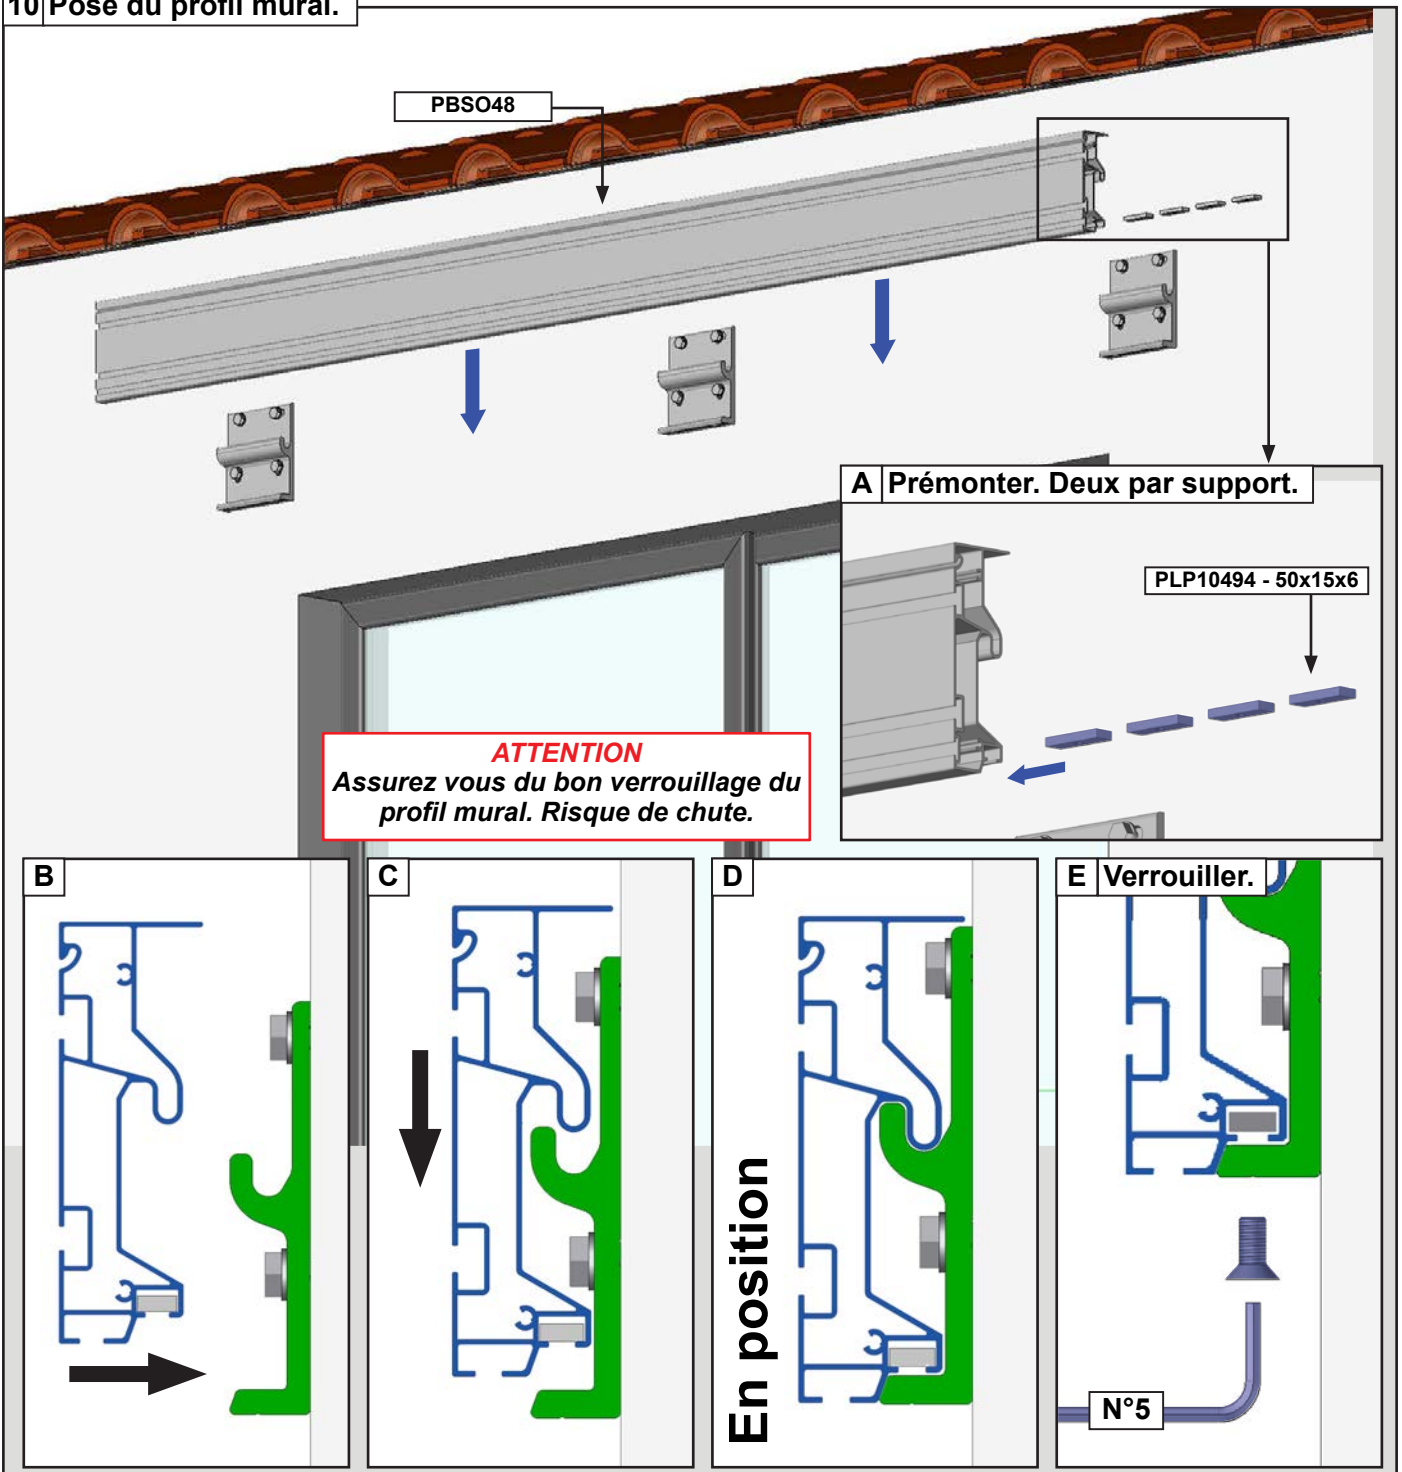 10 Pose du profil mural.
PBSO48
A Prémonter. Deux par support.
PLP10494 - 50x15x6
ATTENTION
Assurez vous du bon verrouillage du
profil mural. Risque de chute.
B
C
D
En position
E Verrouiller.
N°5